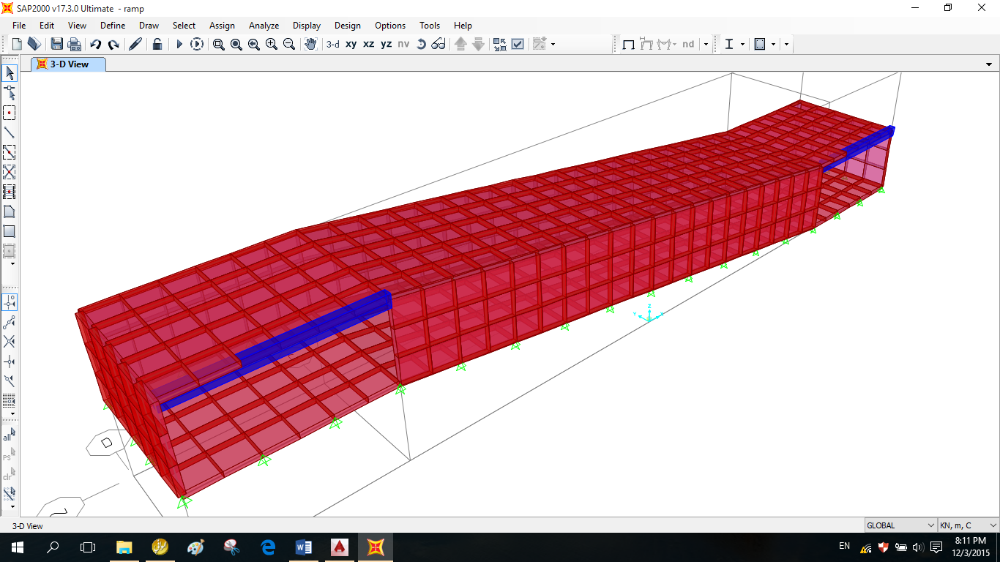 SAP2000 v17.3.0 Ultimate - ramp
File Edit View Define Draw Select Assign Analyze Display Design Options Tools Help
3-d xy xz yz nv nd
3-D View
all
PS
clr
D
Z
Y X
3-D View GLOBAL KN, m, C
EN 8:11 PM
12/3/2015